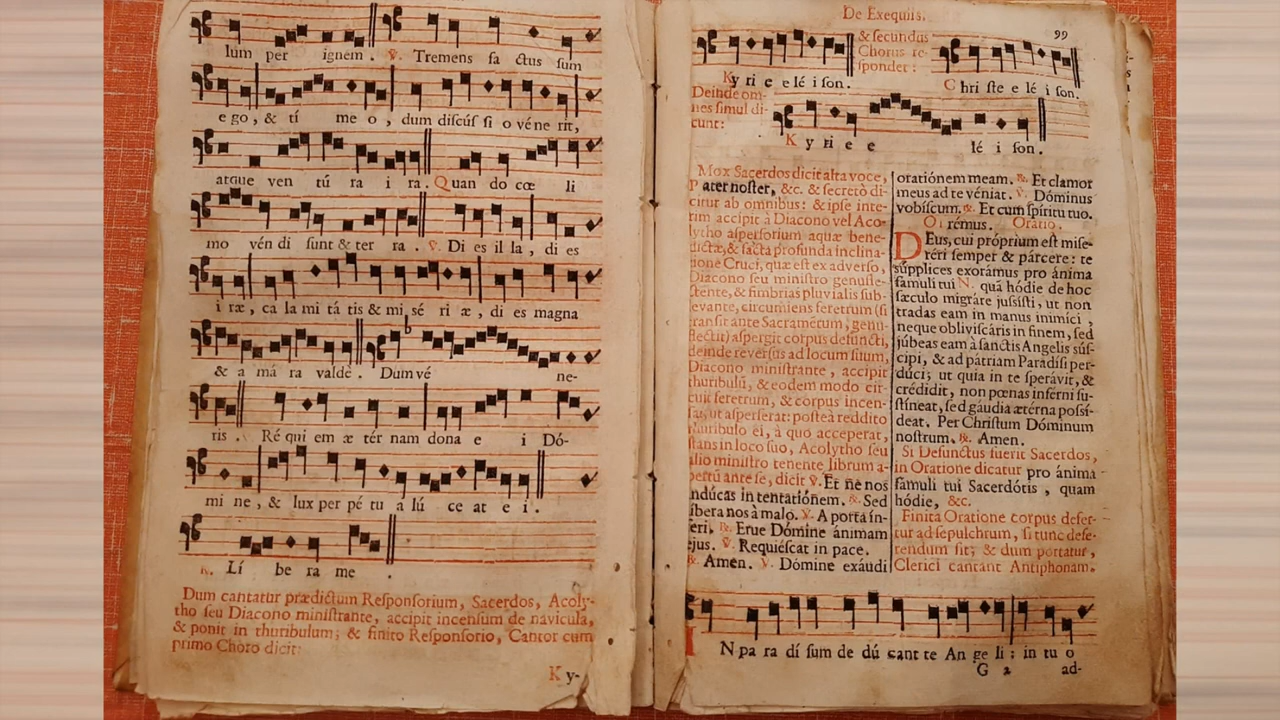 lum per ignem . ℣. Tremens fa ctus sum
e go , & tí me o , dum discúſ ſi o vé ne rit,
atque ven tú ra i ra. Quan do cœ li
mo vén di ſunt & ter ra . ℣. Di es il la , di es
i ræ , ca la mi tá tis & mi ſé ri æ , di es magna
& a má ra valde . Dum vé ne-
ris . Ré qui em æ tér nam dona e i Dó-
mi ne , & lux per pé tu a lú ce at e i .
℟. Lí be ra me
Dum cantatur prædictum Reſponſorium, Sacerdos, Acoly-
tho ſeu Diacono miniſtrante, accipit incenſum de navicula,
& ponit in thuribulum; & finito Reſponſorio, Cantor cum
primo Choro dicit:
Ky-
De Exequiis.
99
& ſecundus
Chorus re-
ſpondet :
Ky ri e e lé i ſon.
C hri ſte e lé i ſon.
Deinde om-
nes ſimul di-
cunt:
K y ri e e lé i ſon.
Mox Sacerdos dicit alta voce,
Pater noſter, &c. & ſecretò di-
citur ab omnibus : & ipſe inte-
rim accipit à Diacono vel Aco-
lytho aſperſorium aquæ bene-
dictæ, & facta profunda inclina-
tione Cruci, quæ eſt ex adverſo,
Diacono ſeu miniſtro genufle-
ctente, & fimbrias pluvialis ſub-
levante, circumiens feretrum (ſi
tranſit ante Sacramētum, genu-
flectit) aſpergit corpus defuncti,
deinde reverſus ad locum ſuum,
Diacono miniſtrante , accipit
thuribulū, & eodem modo cir-
cuit feretrum, & corpus incen-
ſat, ut aſperſerat: poſteà reddito
thuribulo ei, à quo acceperat,
ſtans in loco ſuo, Acolytho ſeu
alio miniſtro tenente librum a-
pertū ante ſe, dicit ℣. Et ne nos
indúcas in tentatiónem. ℟. Sed
líbera nos à malo. ℣. A porta ín-
feri. ℟. Erue Dómine ánimam
ejus. ℣. Requiéſcat in pace.
℟. Amen. ℣. Dómine exáudi
oratiónem meam. ℟. Et clamor
meus ad te véniat. ℣. Dóminus
vobíſcum. ℟. Et cum ſpíritu tuo.
Orémus. Oratio.
DEus, cui próprium eſt miſe-
réri ſemper & párcere: te
súpplices exorámus pro ánima
fámuli tui N. quā hódie de hoc
ſæculo migráre juſsíſti, ut non
tradas eam in manus inimíci ,
neque obliviſcáris in finem, ſed
júbeas eam à ſanctis Angelis súſ-
cipi, & ad pátriam Paradíſi per-
dúci; ut quia in te ſperávit, &
crédidit, non pœnas inférni ſu-
ſtíneat, ſed gáudia ætérna poſsí-
deat. Per Chriſtum Dóminum
noſtrum. ℟. Amen.
Si Defunctus fuerit Sacerdos,
in Oratione dicatur pro ánima
fámuli tui Sacerdótis , quam
hódie, &c.
Finita Oratione corpus defer-
tur ad ſepulchrum, ſi tunc defe-
rendum ſit; & dum portatur ,
Clerici cantant Antiphonam.
IN pa ra dí ſum de dú cant te An ge li ; in tu o
G 2 ad-